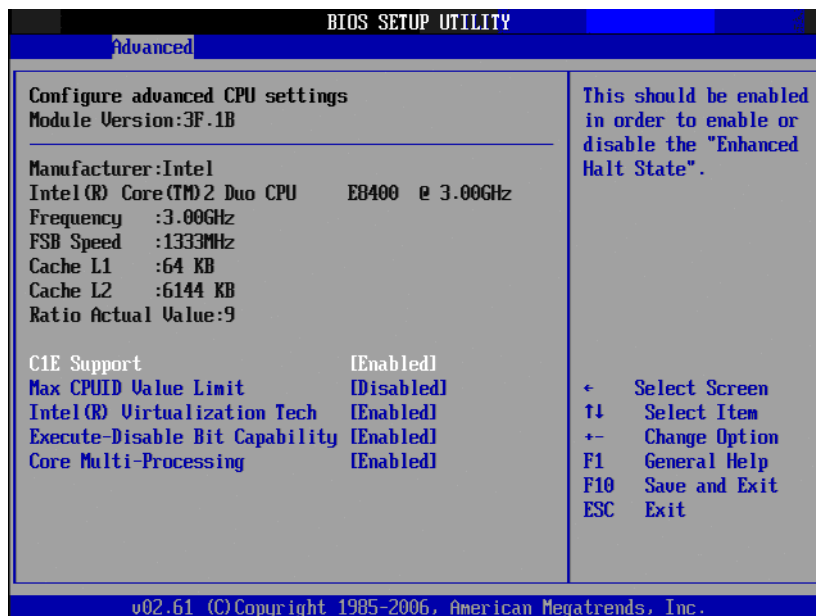 BIOS SETUP UTILITY
Advanced
Configure advanced CPU settings
Module Version:3F.1B
Manufacturer:Intel
Intel(R) Core(TM)2 Duo CPU E8400 @ 3.00GHz
Frequency :3.00GHz
FSB Speed :1333MHz
Cache L1 :64 KB
Cache L2 :6144 KB
Ratio Actual Value:9
C1E Support [Enabled]
Max CPUID Value Limit [Disabled]
Intel(R) Virtualization Tech [Enabled]
Execute-Disable Bit Capability [Enabled]
Core Multi-Processing [Enabled]
This should be enabled
in order to enable or
disable the "Enhanced
Halt State".
← Select Screen
↑↓ Select Item
+- Change Option
F1 General Help
F10 Save and Exit
ESC Exit
v02.61 (C)Copyright 1985-2006, American Megatrends, Inc.